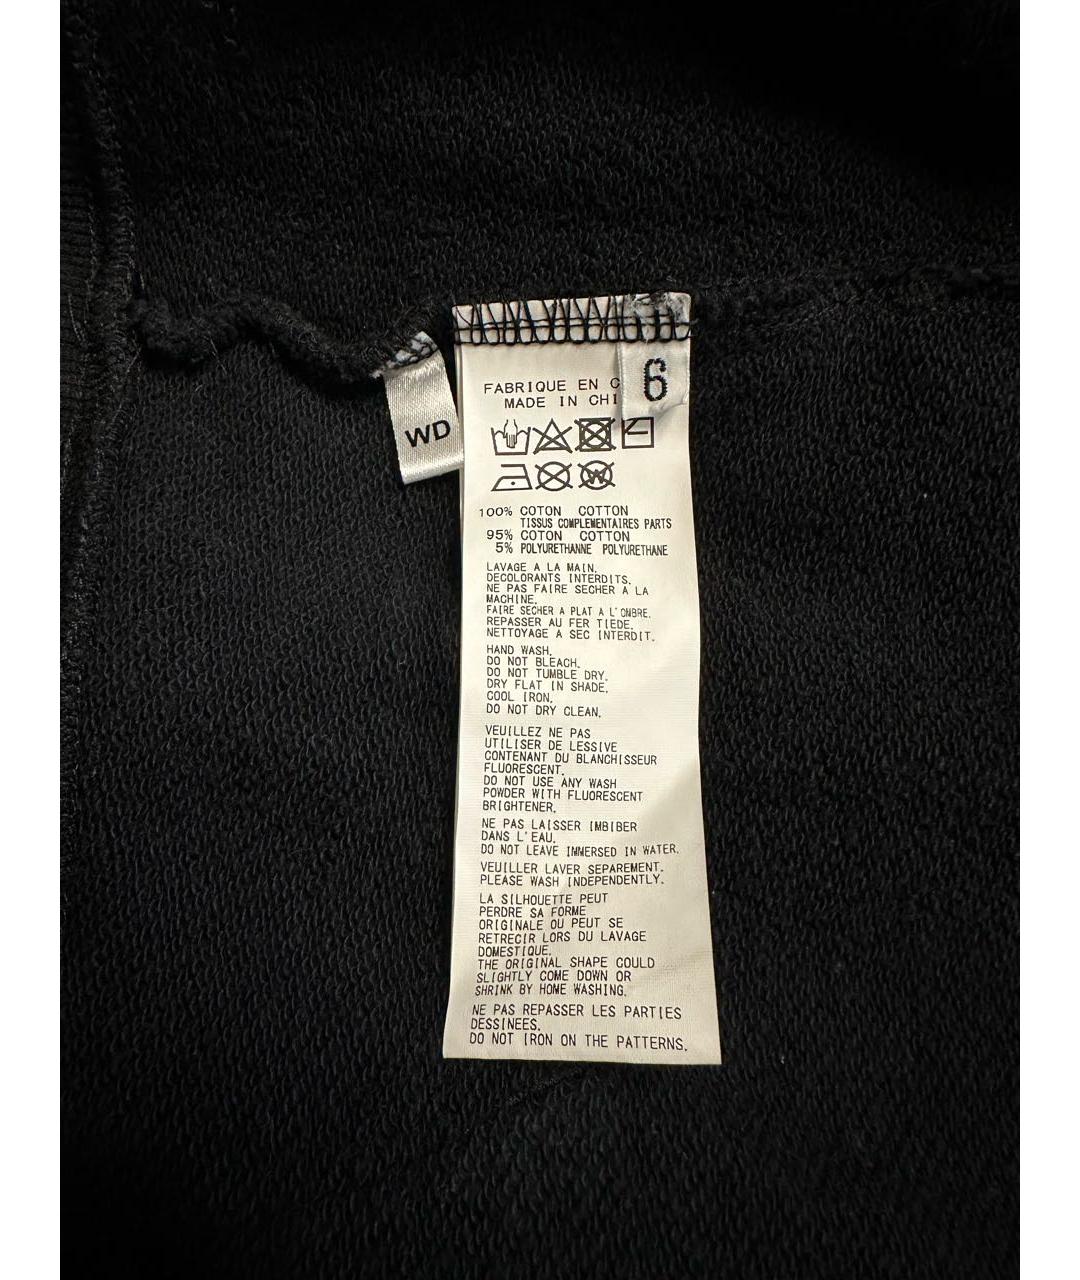 6
FABRIQUE EN C
MADE IN CHI
WD
W
100% COTON COTTON
TISSUS COMPLEMENTAIRES PARTS
95% COTON COTTON
5% POLYURETHANNE POLYURETHANE
LAVAGE A LA MAIN.
DECOLORANTS INTERDITS.
NE PAS FAIRE SECHER A LA
MACHINE.
FAIRE SECHER A PLAT A L'OMBRE.
REPASSER AU FER TIEDE.
NETTOYAGE A SEC INTERDIT.
HAND WASH.
DO NOT BLEACH.
DO NOT TUMBLE DRY.
DRY FLAT IN SHADE.
COOL IRON.
DO NOT DRY CLEAN.
VEUILLEZ NE PAS
UTILISER DE LESSIVE
CONTENANT DU BLANCHISSEUR
FLUORESCENT.
DO NOT USE ANY WASH
POWDER WITH FLUORESCENT
BRIGHTENER.
NE PAS LAISSER IMBIBER
DANS L'EAU.
DO NOT LEAVE IMMERSED IN WATER.
VEUILLER LAVER SEPAREMENT.
PLEASE WASH INDEPENDENTLY.
LA SILHOUETTE PEUT
PERDRE SA FORME
ORIGINALE OU PEUT SE
RETRECIR LORS DU LAVAGE
DOMESTIQUE.
THE ORIGINAL SHAPE COULD
SLIGHTLY COME DOWN OR
SHRINK BY HOME WASHING.
NE PAS REPASSER LES PARTIES
DESSINEES.
DO NOT IRON ON THE PATTERNS.